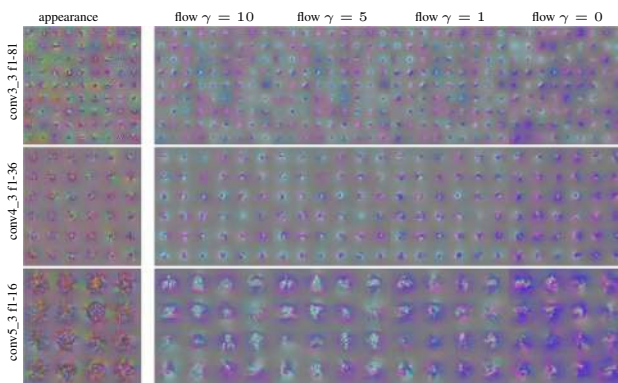 appearance flow γ = 10 flow γ = 5 flow γ = 1 flow γ = 0
conv3_3 f1-81
conv4_3 f1-36
conv5_3 f1-16